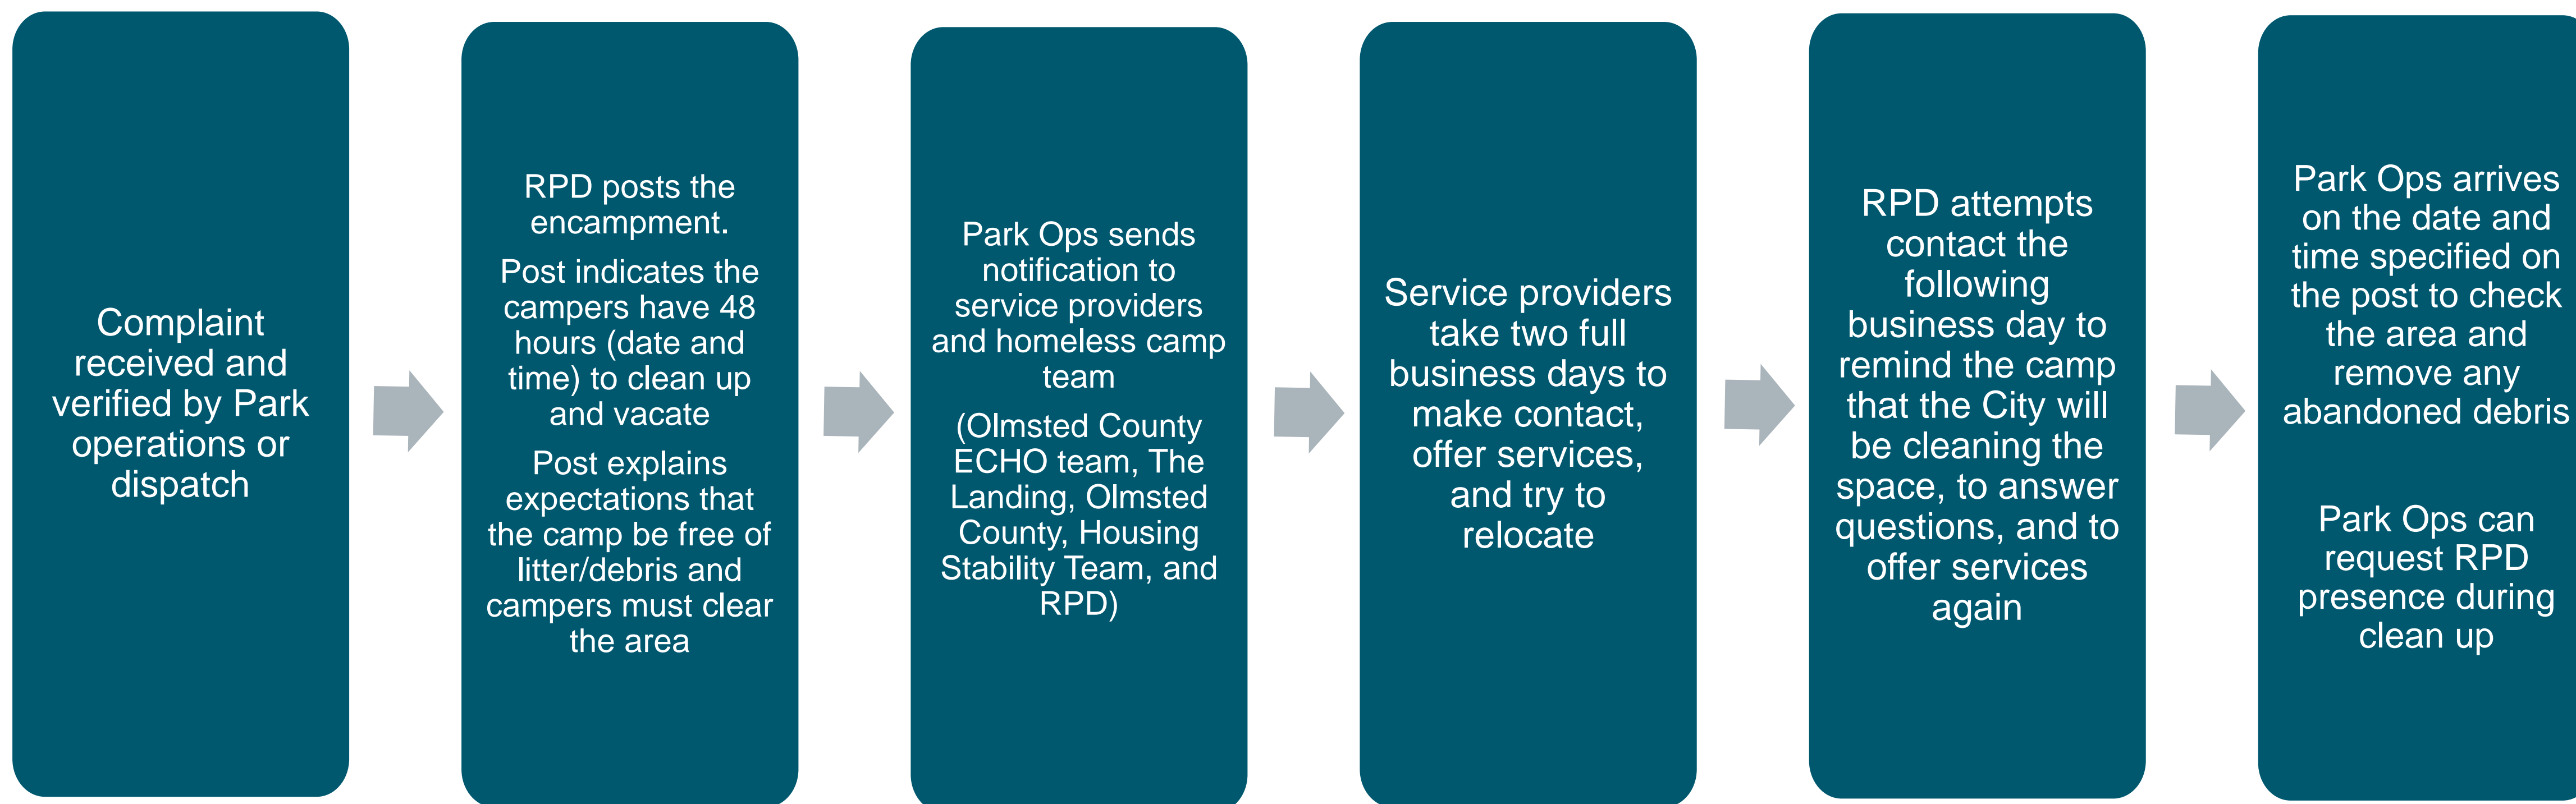 Complaint
received and
verified by Park
operations or
dispatch
RPD posts the
encampment.
Post indicates the
campers have 48
hours (date and
time) to clean up
and vacate
Post explains
expectations that
the camp be free of
litter/debris and
campers must clear
the area
Park Ops sends
notification to
service providers
and homeless camp
team
(Olmsted County
ECHO team, The
Landing, Olmsted
County, Housing
Stability Team, and
RPD)
Service providers
take two full
business days to
make contact,
offer services,
and try to
relocate
RPD attempts
contact the
following
business day to
remind the camp
that the City will
be cleaning the
space, to answer
questions, and to
offer services
again
Park Ops arrives
on the date and
time specified on
the post to check
the area and
remove any
abandoned debris
Park Ops can
request RPD
presence during
clean up